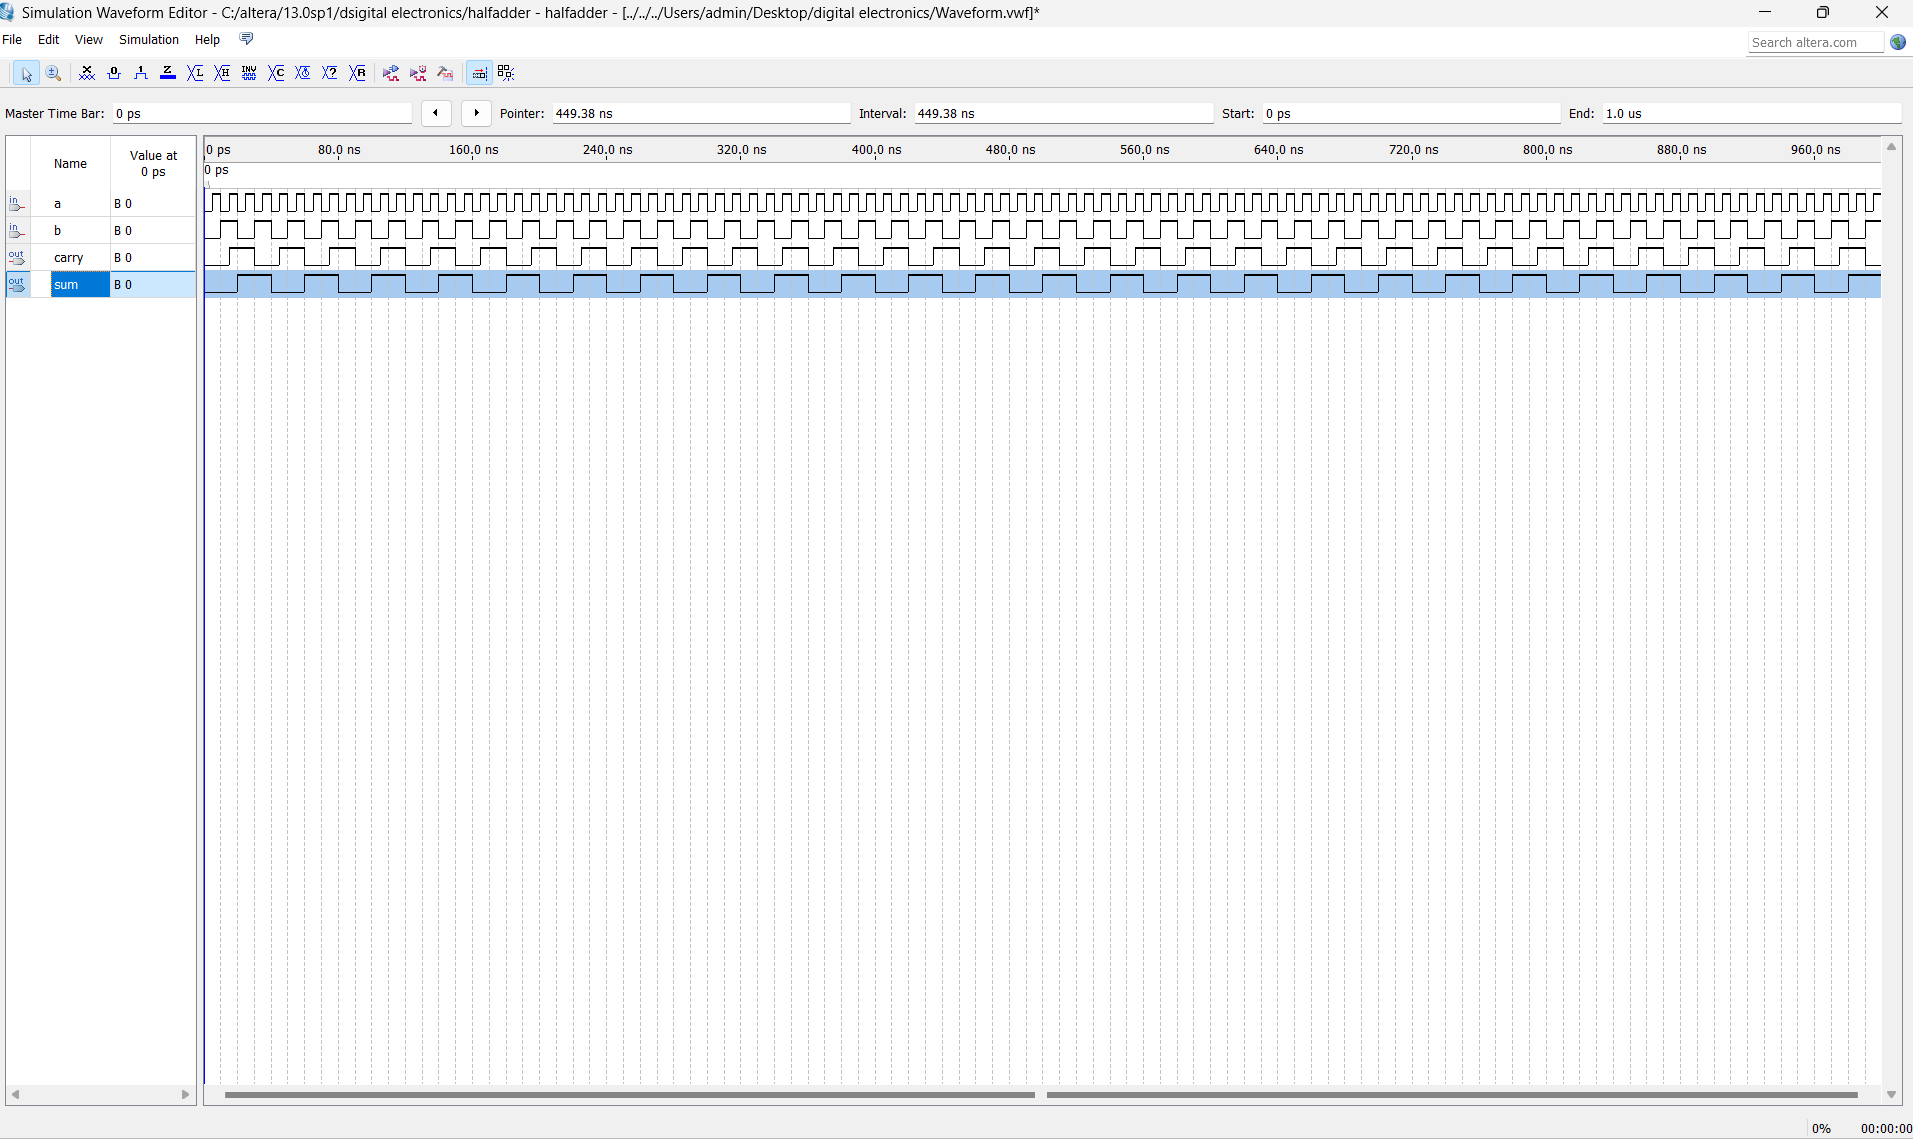 Simulation Waveform Editor - C:/altera/13.0sp1/dsigital electronics/halfadder - halfadder - [../../../Users/admin/Desktop/digital electronics/Waveform.vwf]*
File Edit View Simulation Help
Search altera.com
Master Time Bar: 0 ps Pointer: 449.38 ns Interval: 449.38 ns Start: 0 ps End: 1.0 us
Name Value at 0 ps
0 ps 80.0 ns 160.0 ns 240.0 ns 320.0 ns 400.0 ns 480.0 ns 560.0 ns 640.0 ns 720.0 ns 800.0 ns 880.0 ns 960.0 ns
0 ps
in a B 0
in b B 0
out carry B 0
out sum B 0
0% 00:00:00